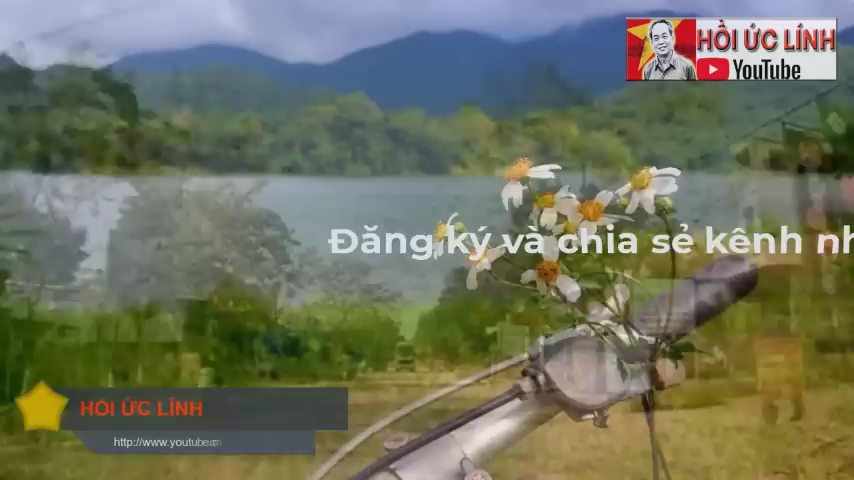 HỒI ỨC LÍNH
YouTube
Đăng ký và chia sẻ kênh nh
HỒI ỨC LÍNH
http://www.youtube